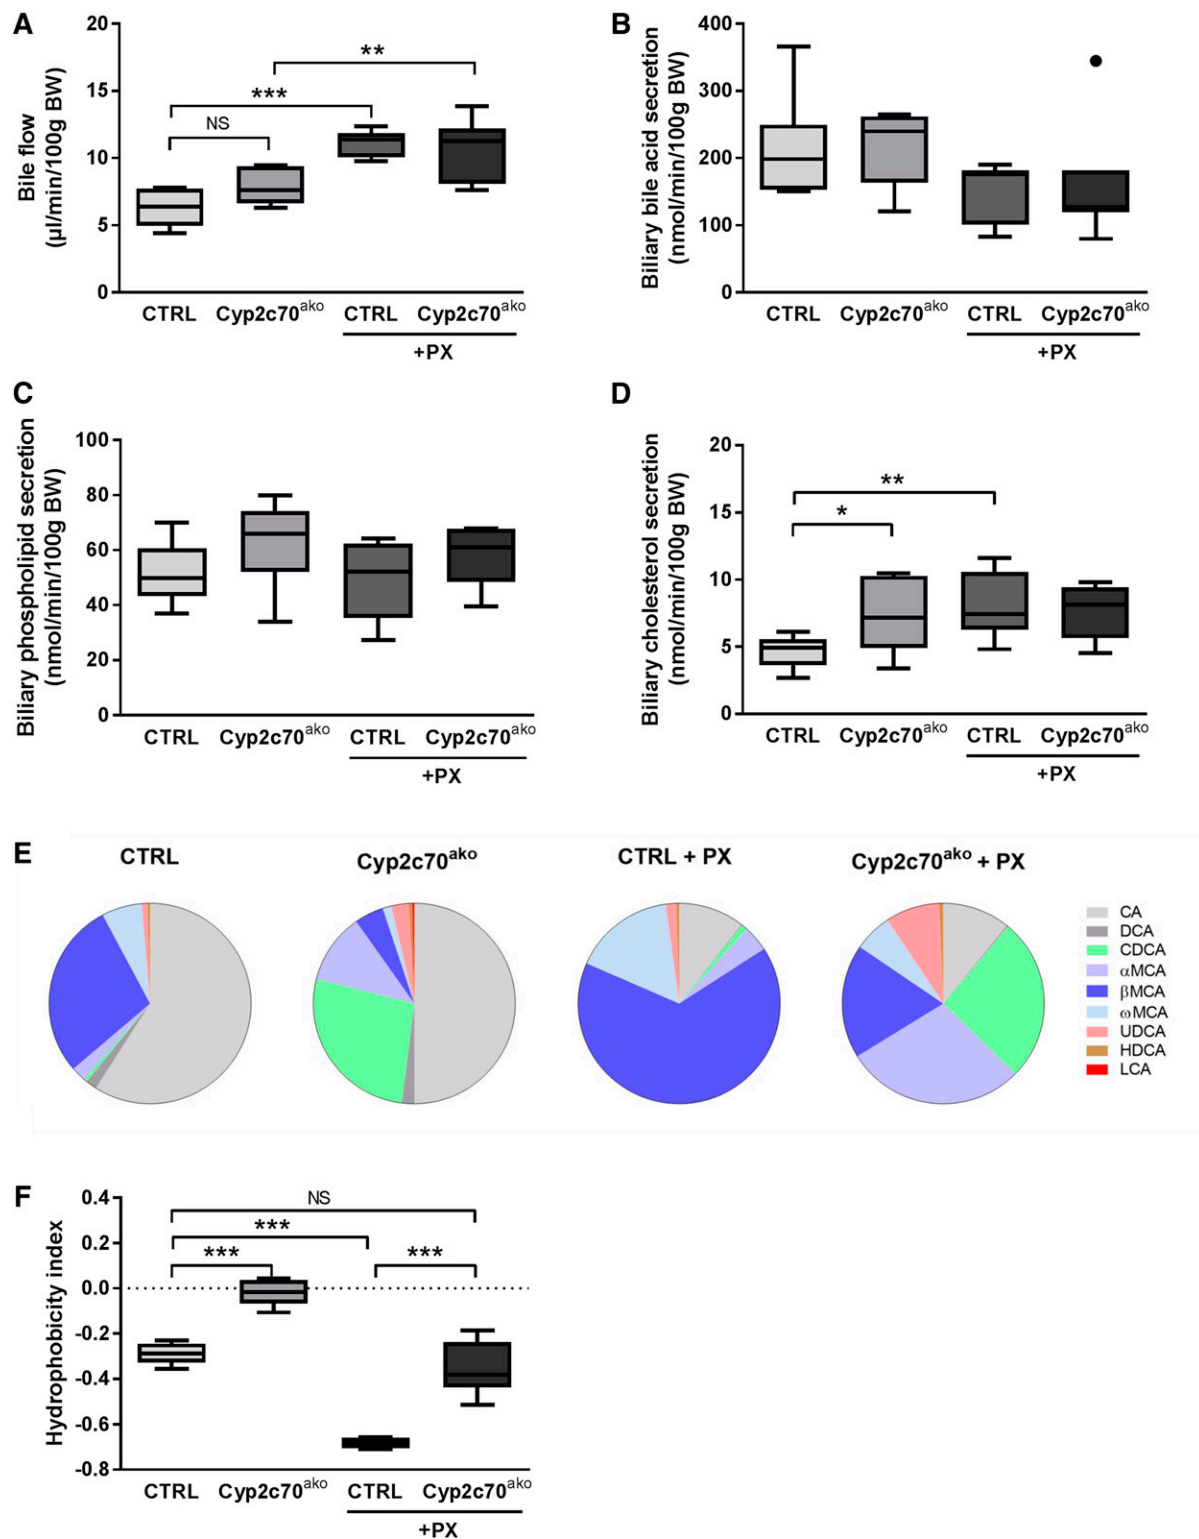 A
Bile flow
(µl/min/100g BW)
20
15
10
5
0
NS
***
**
CTRL
Cyp2c70ako
CTRL
Cyp2c70ako
+PX
B
Biliary bile acid secretion
(nmol/min/100g BW)
400
300
200
100
0
CTRL
Cyp2c70ako
CTRL
Cyp2c70ako
+PX
C
Biliary phospholipid secretion
(nmol/min/100g BW)
100
80
60
40
20
0
CTRL
Cyp2c70ako
CTRL
Cyp2c70ako
+PX
D
Biliary cholesterol secretion
(nmol/min/100g BW)
20
15
10
5
0
*
**
CTRL
Cyp2c70ako
CTRL
Cyp2c70ako
+PX
E
CTRL
Cyp2c70ako
CTRL + PX
Cyp2c70ako + PX
CA
DCA
CDCA
αMCA
βMCA
ωMCA
UDCA
HDCA
LCA
F
Hydrophobicity index
0.4
0.2
0.0
-0.2
-0.4
-0.6
-0.8
NS
***
***
***
CTRL
Cyp2c70ako
CTRL
Cyp2c70ako
+PX